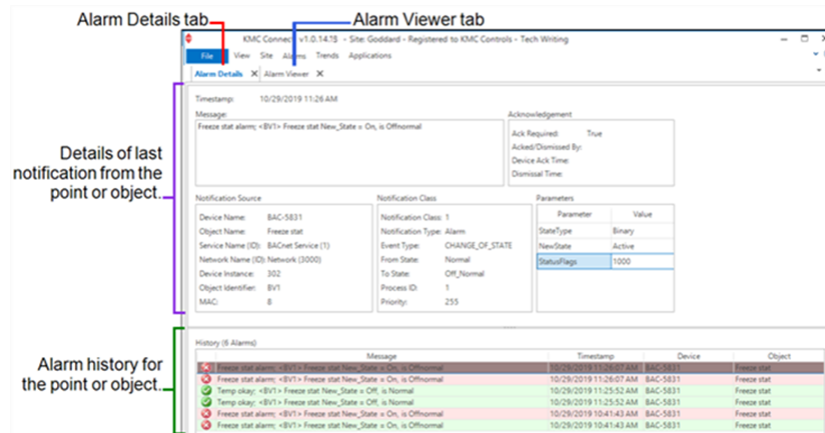 Alarm Details tab
Alarm Viewer tab
KMC Connect v1.0.14.15 - Site: Goddard - Registered to KMC Controls - Tech Writing
File View Site Alarms Trends Applications
Alarm Details X Alarm Viewer X
Timestamp: 10/29/2019 11:26 AM
Message:
Freeze stat alarm; <BV1> Freeze stat New_State = On, is Offnormal
Acknowledgement
Ack Required: True
Acked/Dismissed By:
Device Ack Time:
Dismissal Time:
Details of last
notification from the
point or object.
Notification Source
Device Name: BAC-5831
Object Name: Freeze stat
Service Name (ID): BACnet Service (1)
Network Name (ID): Network (3000)
Device Instance: 302
Object Identifier: BV1
MAC: 8
Notification Class
Notification Class: 1
Notification Type: Alarm
Event Type: CHANGE_OF_STATE
From State: Normal
To State: Off_Normal
Process ID: 1
Priority: 255
Parameters
Parameter Value
StateType Binary
NewState Active
StatusFlags 1000
Alarm history for
the point or object.
History (6 Alarms)
Message Timestamp Device Object
Freeze stat alarm; <BV1> Freeze stat New_State = On, is Offnormal 10/29/2019 11:26:07 AM BAC-5831 Freeze stat
Freeze stat alarm; <BV1> Freeze stat New_State = On, is Offnormal 10/29/2019 11:26:07 AM BAC-5831 Freeze stat
Temp okay; <BV1> Freeze stat New_State = Off, is Normal 10/29/2019 11:25:52 AM BAC-5831 Freeze stat
Temp okay; <BV1> Freeze stat New_State = Off, is Normal 10/29/2019 11:25:52 AM BAC-5831 Freeze stat
Freeze stat alarm; <BV1> Freeze stat New_State = On, is Offnormal 10/29/2019 10:41:43 AM BAC-5831 Freeze stat
Freeze stat alarm; <BV1> Freeze stat New_State = On, is Offnormal 10/29/2019 10:41:43 AM BAC-5831 Freeze stat